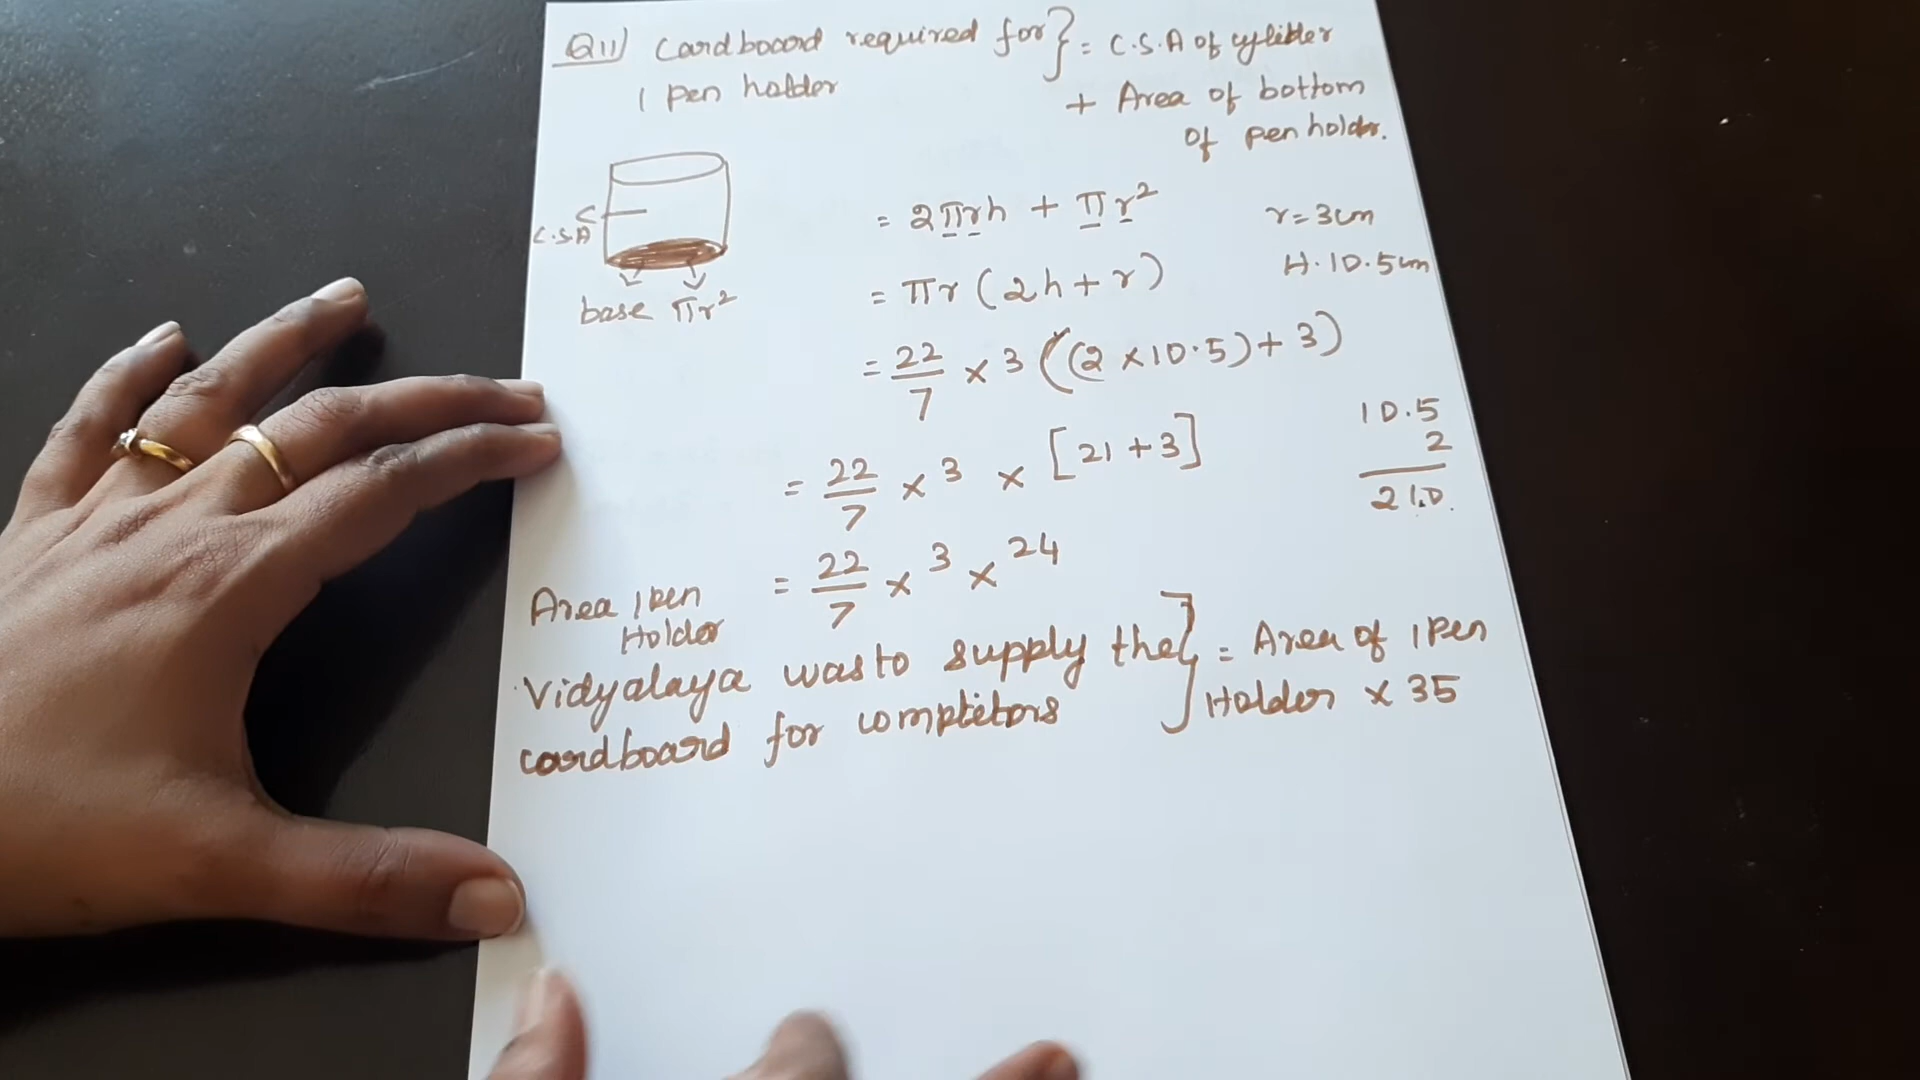 Q11) Cardboard required for } = C.S.A of cylider
1 pen holder + Area of bottom
of pen holder.
C.S.A
base πr²
= 2πrh + πr²
r = 3cm
= πr (2h + r)
H. 10.5cm
= 22/7 × 3 ((2 × 10.5) + 3)
= 22/7 × 3 × [21 + 3]
10.5
2
21.0.
= 22/7 × 3 × 24
Area 1 pen
Holder
Vidyalaya was to supply the } = Area of 1 Pen
cardboard for comptetors Holder × 35